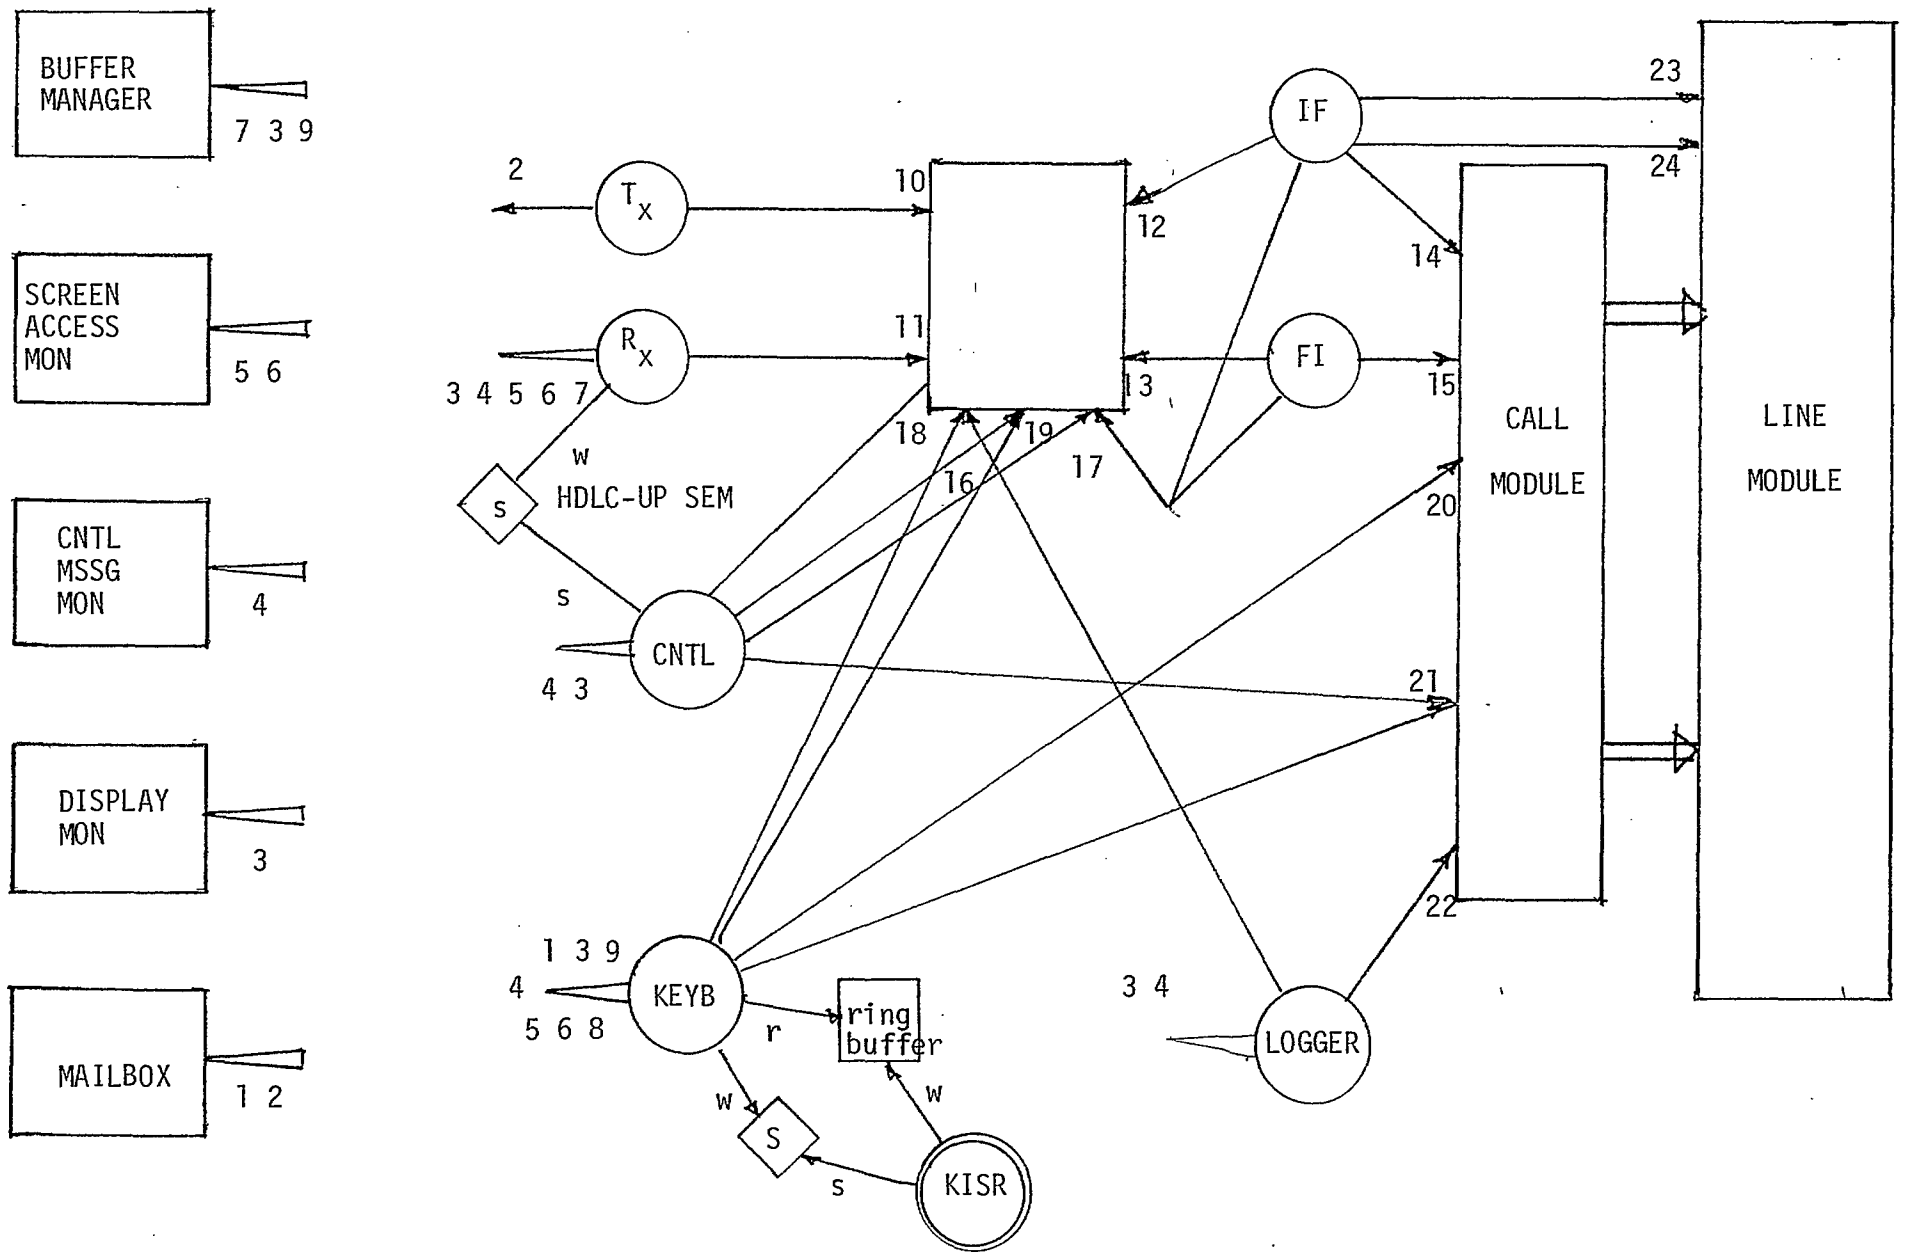 BUFFER
MANAGER
7 3 9
SCREEN
ACCESS
MON
5 6
CNTL
MSSG
MON
4
DISPLAY
MON
3
MAILBOX
1 2
2
Tx
10
Rx
11
3 4 5 6 7
w
s
HDLC-UP SEM
s
CNTL
4 3
18
16
19
17
12
13
IF
FI
23
24
14
15
20
21
22
CALL
MODULE
LINE
MODULE
1 3 9
4
KEYB
5 6 8
r
ring
buffer
w
S
w
s
KISR
3 4
LOGGER